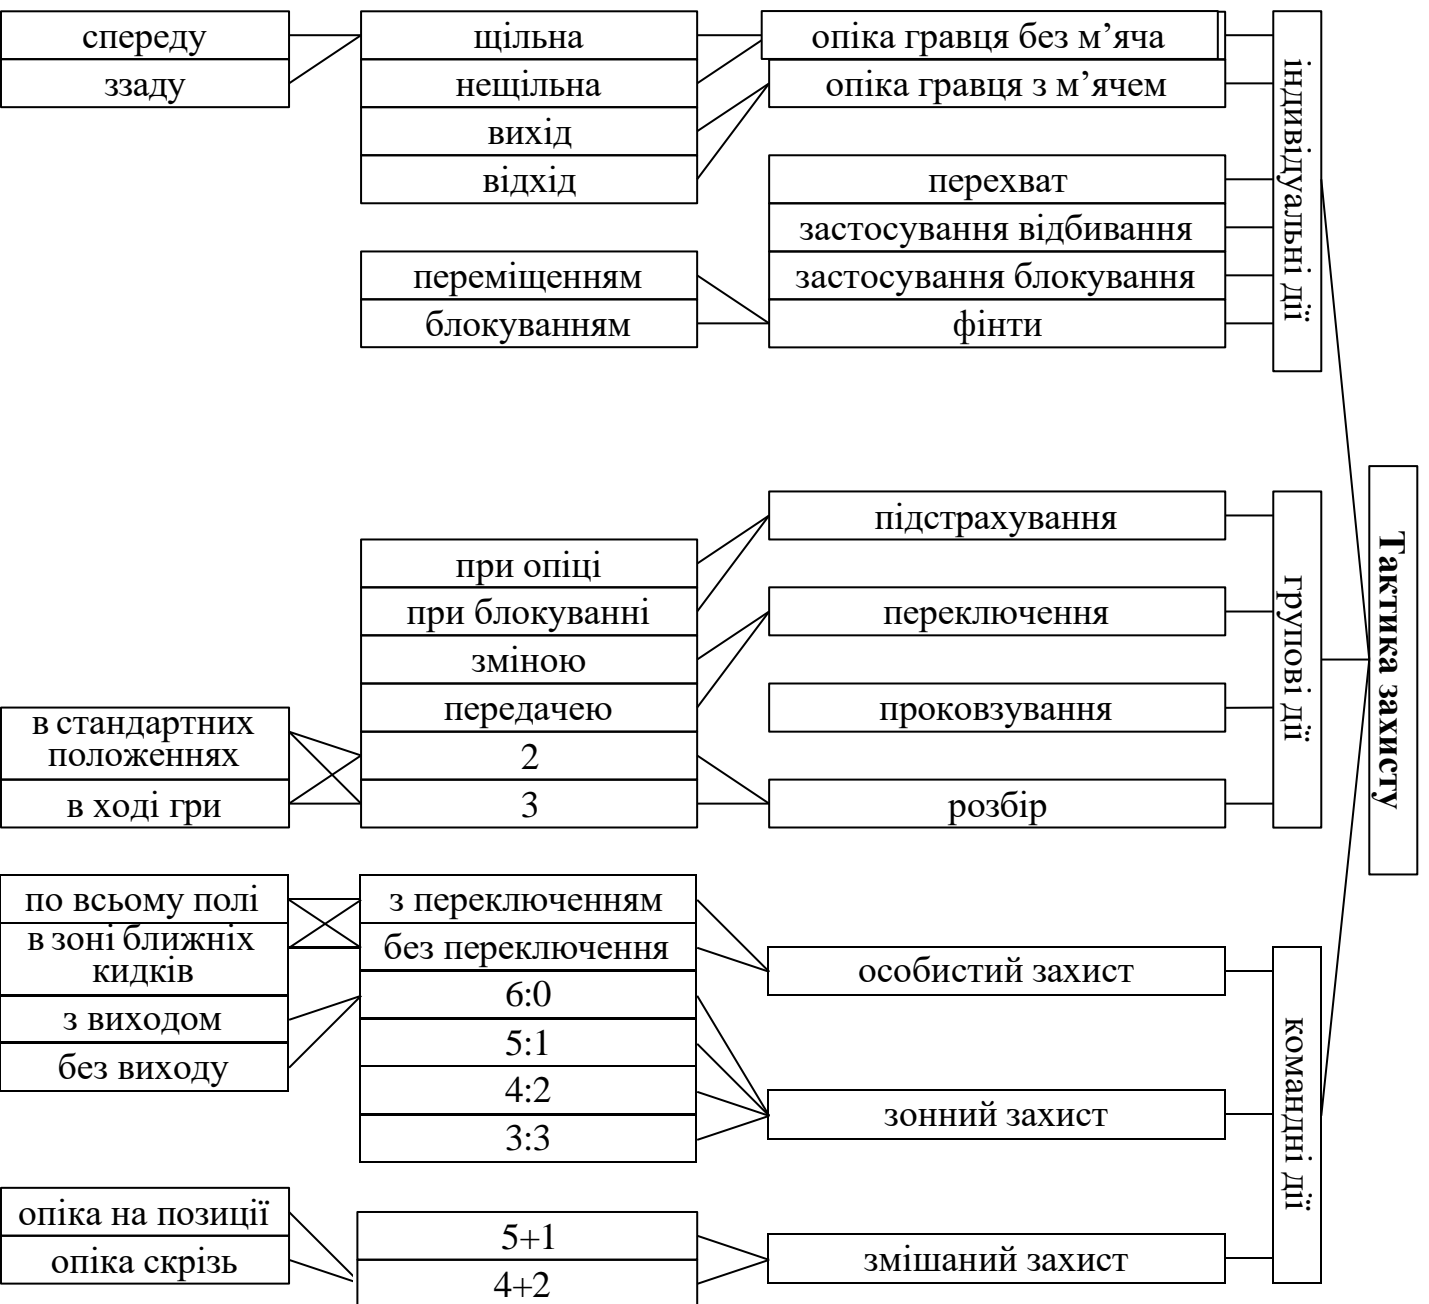 спереду
щільна
опіка гравця без м’яча
ззаду
нещільна
опіка гравця з м’ячем
вихід
відхід
перехват
застосування відбивання
переміщенням
застосування блокування
блокуванням
фінти
індивідуальні дії
підстрахування
при опіці
при блокуванні
переключення
зміною
передачею
проковзування
в стандартних
положеннях
2
в ході гри
3
розбір
групові дії
Тактика захисту
по всьому полі
з переключенням
в зоні ближніх
кидків
без переключення
особистий захист
6:0
з виходом
5:1
без виходу
4:2
зонний захист
3:3
командні дії
опіка на позиції
5+1
опіка скрізь
змішаний захист
4+2